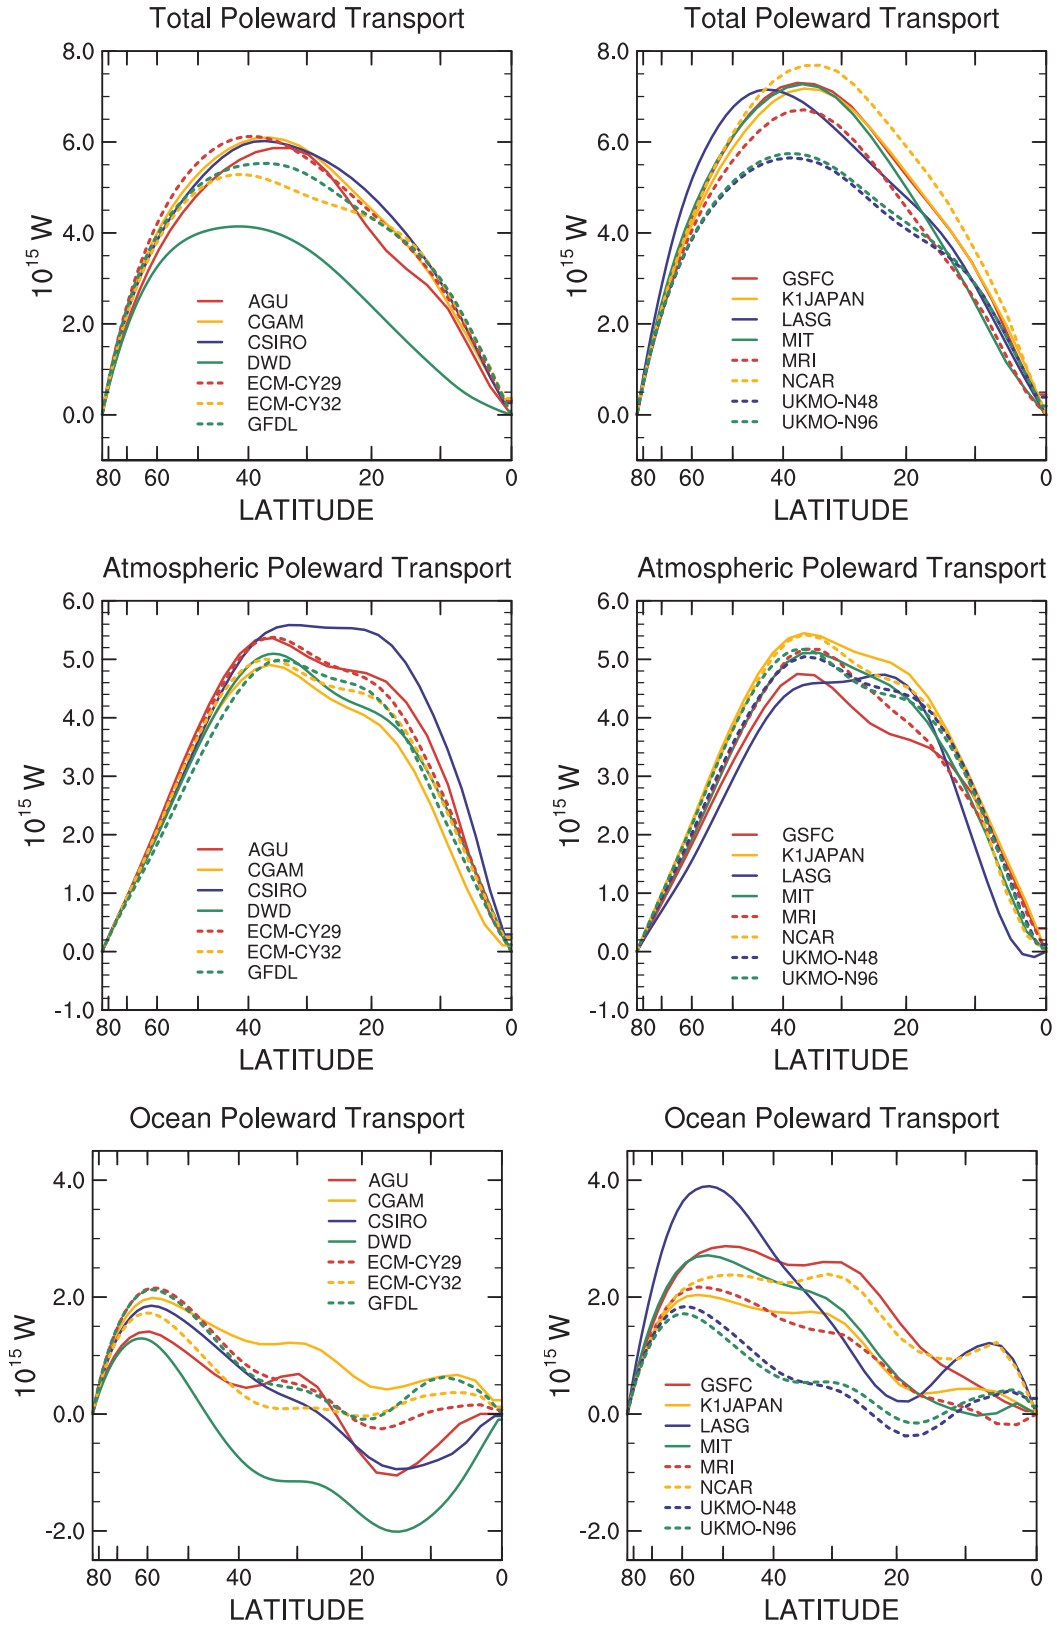 Total Poleward Transport
8.0
6.0
4.0
2.0
0.0
10^15 W
AGU
CGAM
CSIRO
DWD
ECM-CY29
ECM-CY32
GFDL
80 60 40 20 0
LATITUDE
Total Poleward Transport
8.0
6.0
4.0
2.0
0.0
10^15 W
GSFC
K1JAPAN
LASG
MIT
MRI
NCAR
UKMO-N48
UKMO-N96
80 60 40 20 0
LATITUDE
Atmospheric Poleward Transport
6.0
5.0
4.0
3.0
2.0
1.0
0.0
-1.0
10^15 W
AGU
CGAM
CSIRO
DWD
ECM-CY29
ECM-CY32
GFDL
80 60 40 20 0
LATITUDE
Atmospheric Poleward Transport
6.0
5.0
4.0
3.0
2.0
1.0
0.0
-1.0
10^15 W
GSFC
K1JAPAN
LASG
MIT
MRI
NCAR
UKMO-N48
UKMO-N96
80 60 40 20 0
LATITUDE
Ocean Poleward Transport
4.0
2.0
0.0
-2.0
10^15 W
AGU
CGAM
CSIRO
DWD
ECM-CY29
ECM-CY32
GFDL
80 60 40 20 0
LATITUDE
Ocean Poleward Transport
4.0
2.0
0.0
-2.0
10^15 W
GSFC
K1JAPAN
LASG
MIT
MRI
NCAR
UKMO-N48
UKMO-N96
80 60 40 20 0
LATITUDE